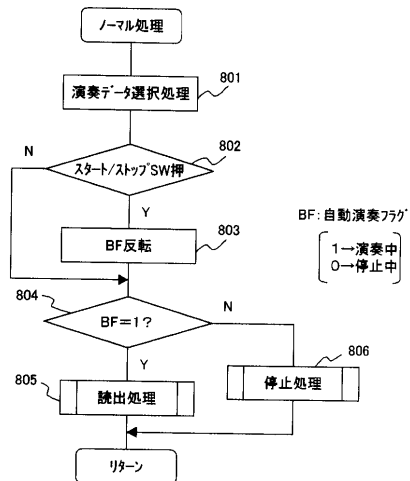 ノーマル処理
801
演奏データ選択処理
802
N
スタート/ストップSW押
Y
BF:自動演奏フラグ
803
BF反転
1→演奏中
0→停止中
804
N
BF=1?
806
Y
805
読出処理
停止処理
リターン